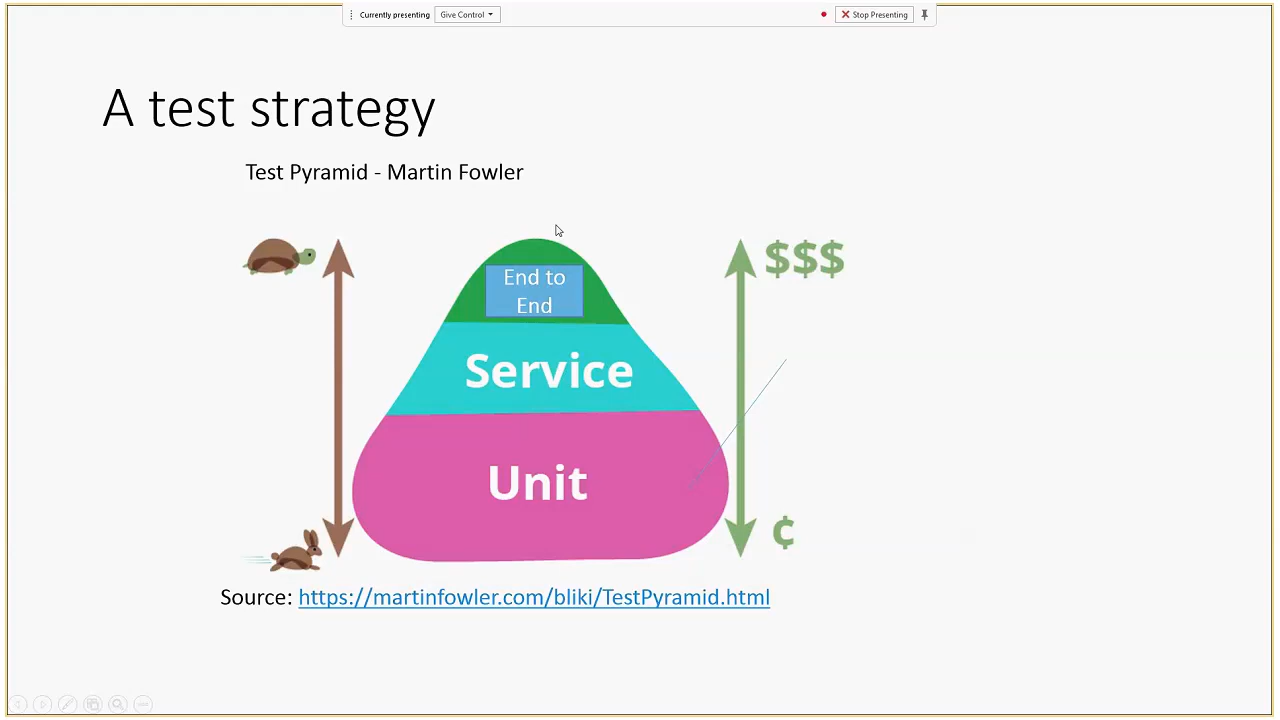 Currently presenting
Give Control
Stop Presenting
A test strategy
Test Pyramid - Martin Fowler
$$$
End to
End
Service
Unit
¢
Source: https://martinfowler.com/bliki/TestPyramid.html